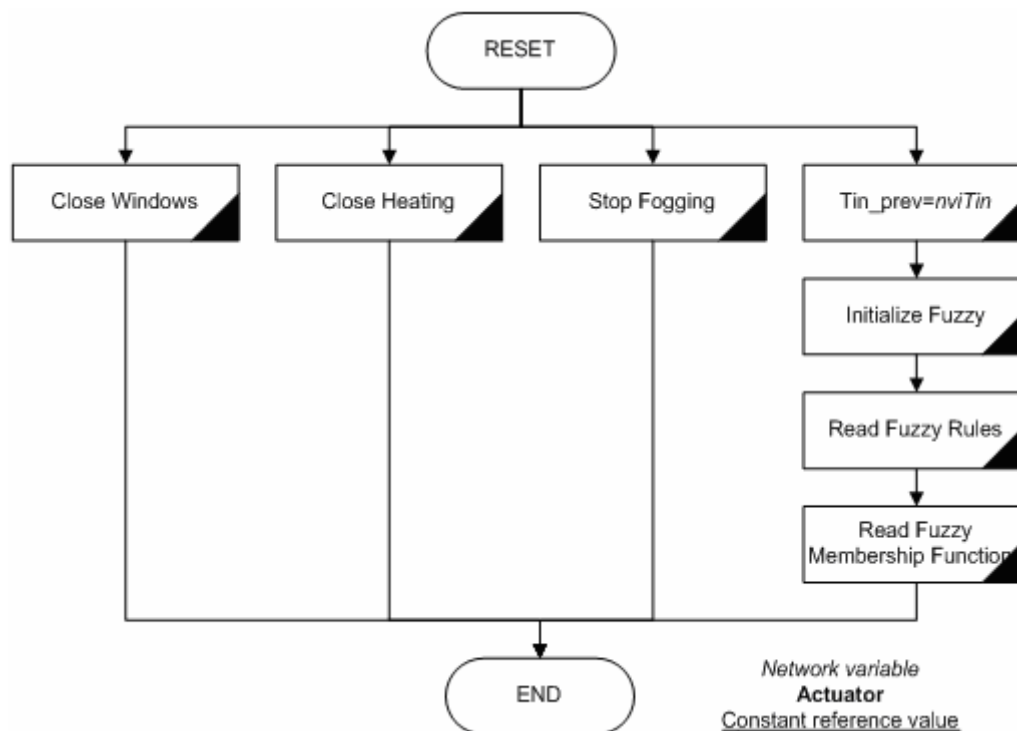 RESET
Close Windows
Close Heating
Stop Fogging
Tin_prev=nviTin
Initialize Fuzzy
Read Fuzzy Rules
Read Fuzzy
Membership Function
END
Network variable
Actuator
Constant reference value